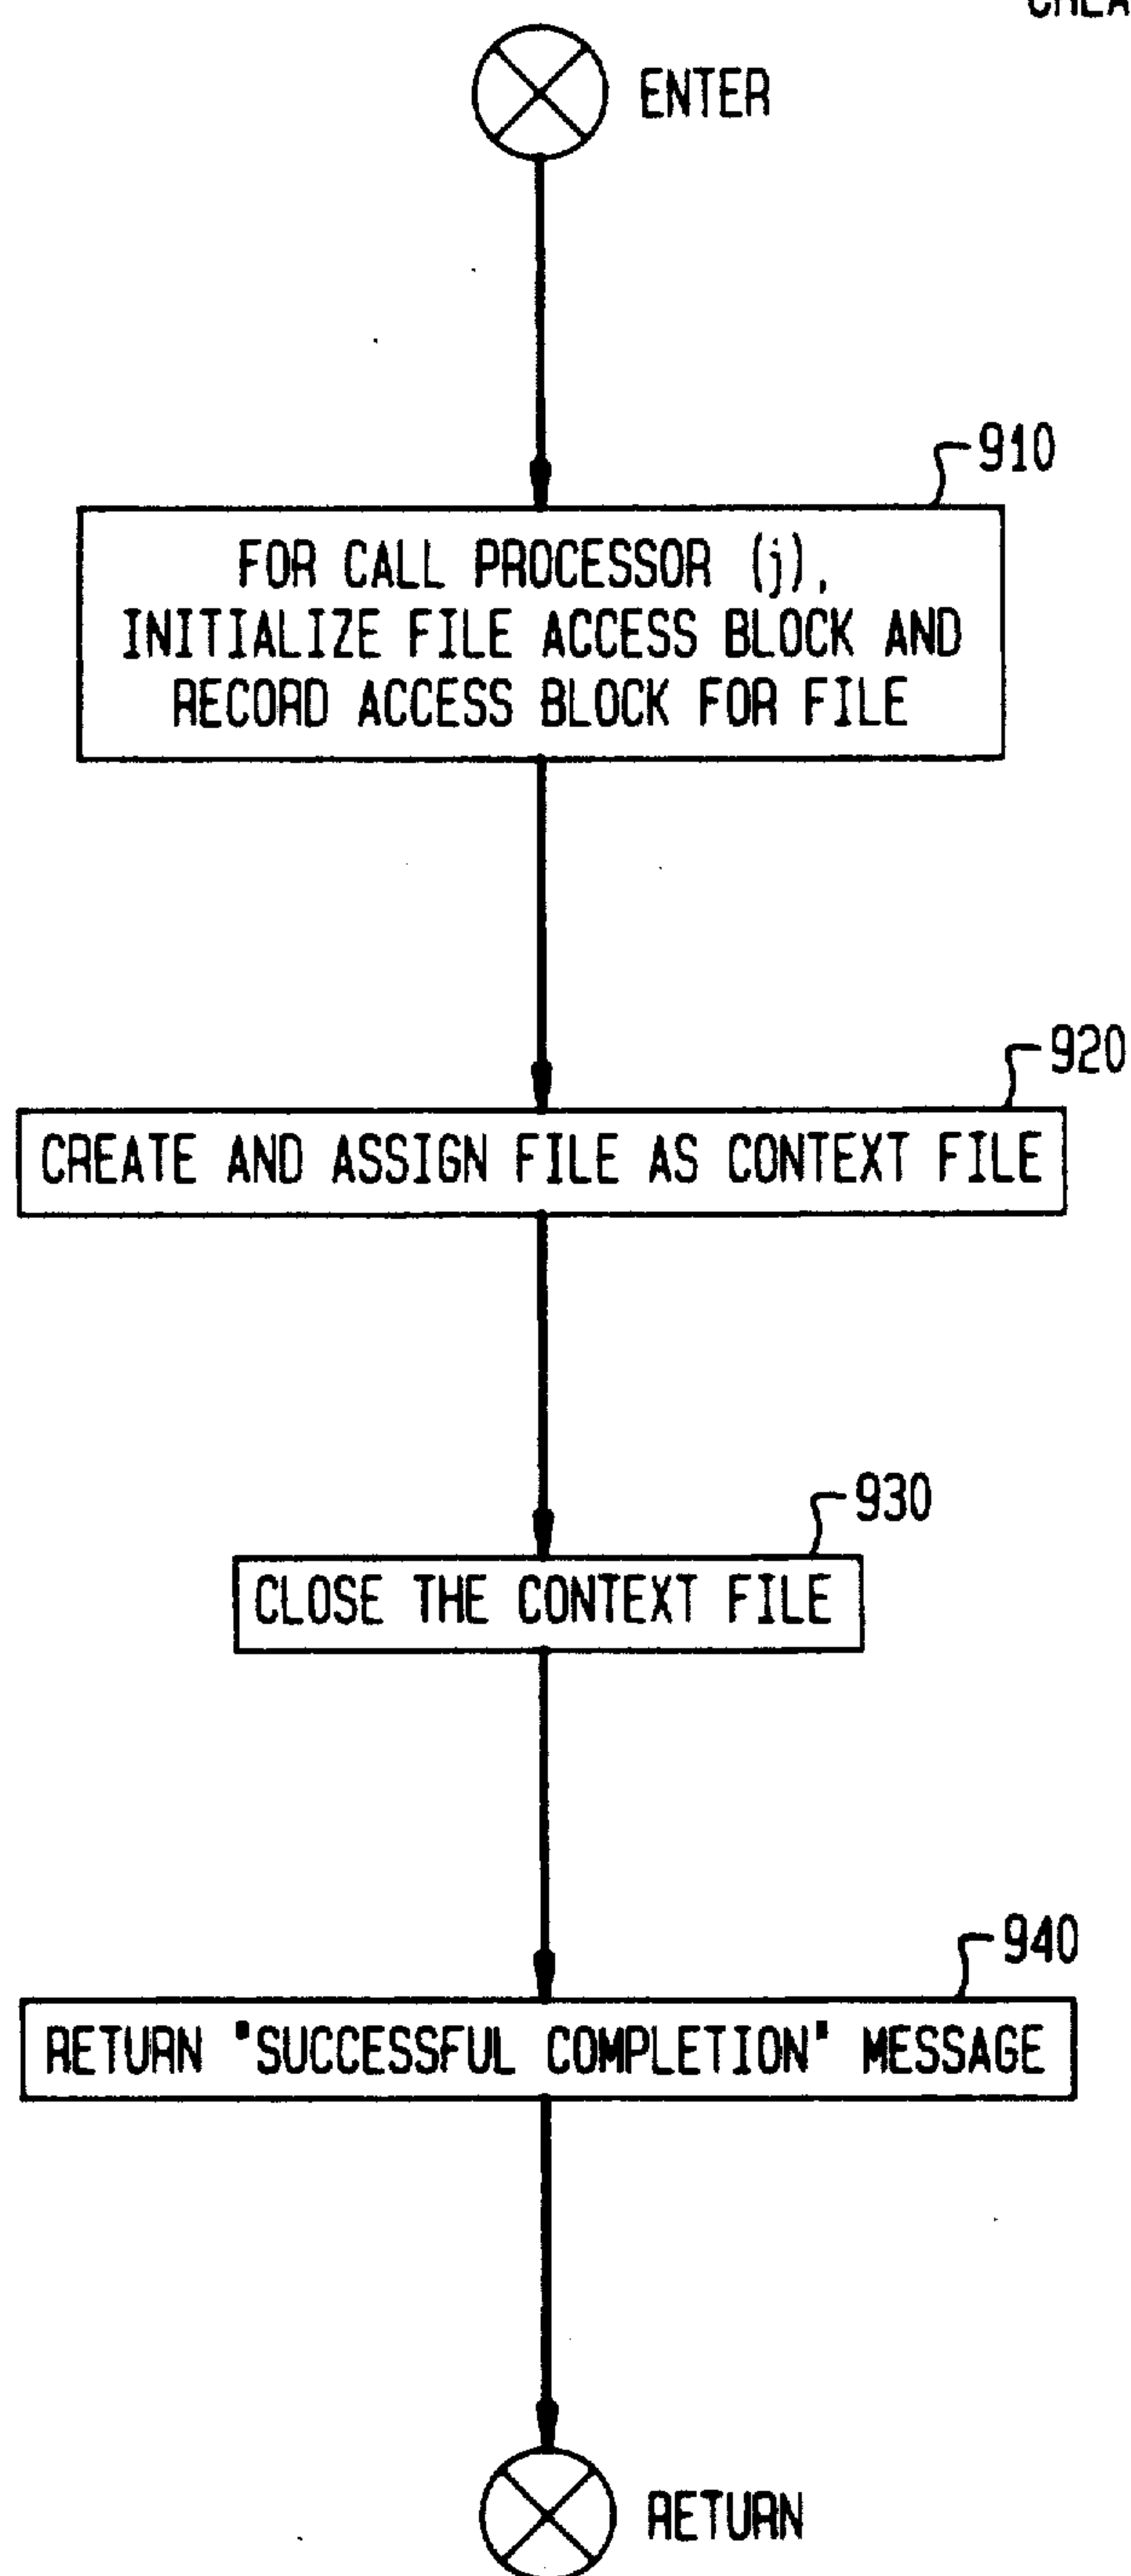 ENTER
910
FOR CALL PROCESSOR (j),
INITIALIZE FILE ACCESS BLOCK AND
RECORD ACCESS BLOCK FOR FILE
920
CREATE AND ASSIGN FILE AS CONTEXT FILE
930
CLOSE THE CONTEXT FILE
940
RETURN "SUCCESSFUL COMPLETION" MESSAGE
RETURN